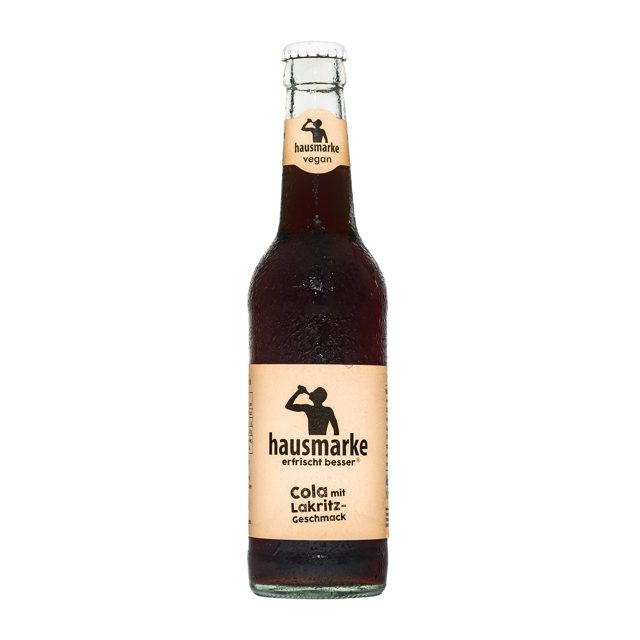 hausmarke
vegan
hausmarke
erfrischt besser®
Cola mit
Lakritz-
Geschmack